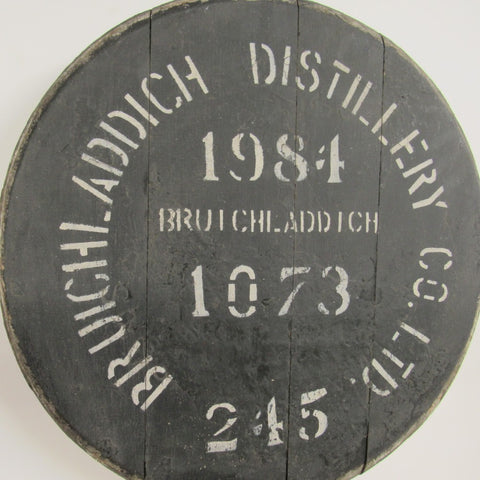 BRUICHLADDICH DISTILLERY CO. LTD.
1984
BRUICHLADDICH
1073
245